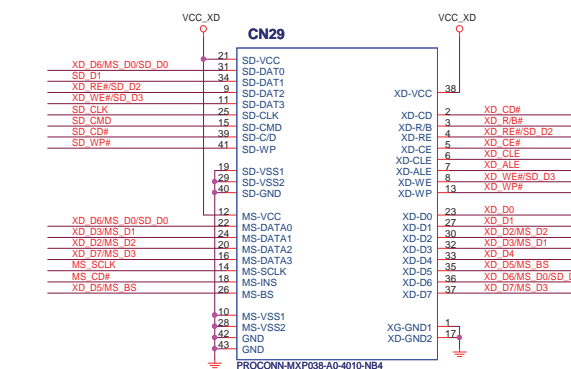 VCC_XD
VCC_XD
CN29
21 SD-VCC
XD_D6/MS_D0/SD_D0 31 SD-DAT0
SD_D1 34 SD-DAT1
XD_RE#/SD_D2 9 SD-DAT2
XD_WE#/SD_D3 11 SD-DAT3
XD-VCC 38
SD_CLK 25 SD-CLK
SD_CMD 15 SD-CMD
SD_CD# 39 SD-C/D
SD_WP# 41 SD-WP
XD-CD 2 XD_CD#
XD-R/B 3 XD_R/B#
XD-RE 4 XD_RE#/SD_D2
XD-CE 5 XD_CE#
XD-CLE 6 XD_CLE
XD-ALE 7 XD_ALE
XD-WE 8 XD_WE#/SD_D3
XD-WP 13 XD_WP#
19 SD-VSS1
29 SD-VSS2
40 SD-GND
12 MS-VCC
XD_D6/MS_D0/SD_D0 22 MS-DATA0
XD_D3/MS_D1 24 MS-DATA1
XD_D2/MS_D2 20 MS-DATA2
XD_D7/MS_D3 16 MS-DATA3
MS_SCLK 14 MS-SCLK
MS_CD# 18 MS-INS
XD_D5/MS_BS 26 MS-BS
XD-D0 23 XD_D0
XD-D1 27 XD_D1
XD-D2 30 XD_D2/MS_D2
XD-D3 32 XD_D3/MS_D1
XD-D4 33 XD_D4
XD-D5 35 XD_D5/MS_BS
XD-D6 36 XD_D6/MS_D0/SD_D
XD-D7 37 XD_D7/MS_D3
10 MS-VSS1
28 MS-VSS2
42 GND
43 GND
XG-GND1 1
XD-GND2 17
PROCONN-MXP038-A0-4010-NB4